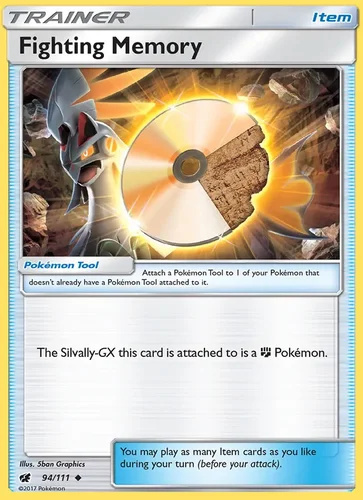 TRAINER Item
Fighting Memory
Pokémon Tool
Attach a Pokémon Tool to 1 of your Pokémon that
doesn't already have a Pokémon Tool attached to it.
The Silvally-GX this card is attached to is a Pokémon.
Illus. 5ban Graphics
94/111
©2017 Pokémon
You may play as many Item cards as you like
during your turn (before your attack).